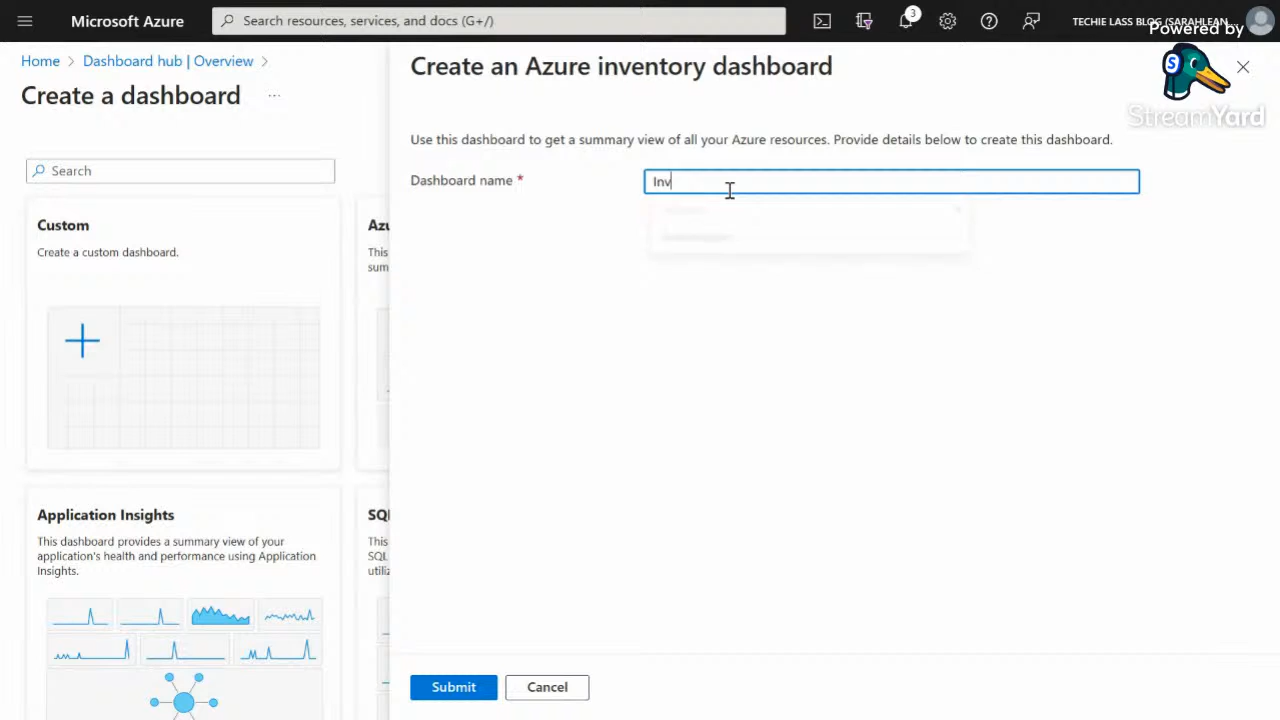 Microsoft Azure
Search resources, services, and docs (G+/)
3
TECHIE LASS BLOG (SARAHLEAN...
Powered by
StreamYard
Home > Dashboard hub | Overview >
Create a dashboard ...
Search
Custom
Create a custom dashboard.
Azu
This
sum
Application Insights
This dashboard provides a summary view of your
application's health and performance using Application
Insights.
SQL
This
SQL
utiliz
Create an Azure inventory dashboard
Use this dashboard to get a summary view of all your Azure resources. Provide details below to create this dashboard.
Dashboard name *
Inv
Submit
Cancel